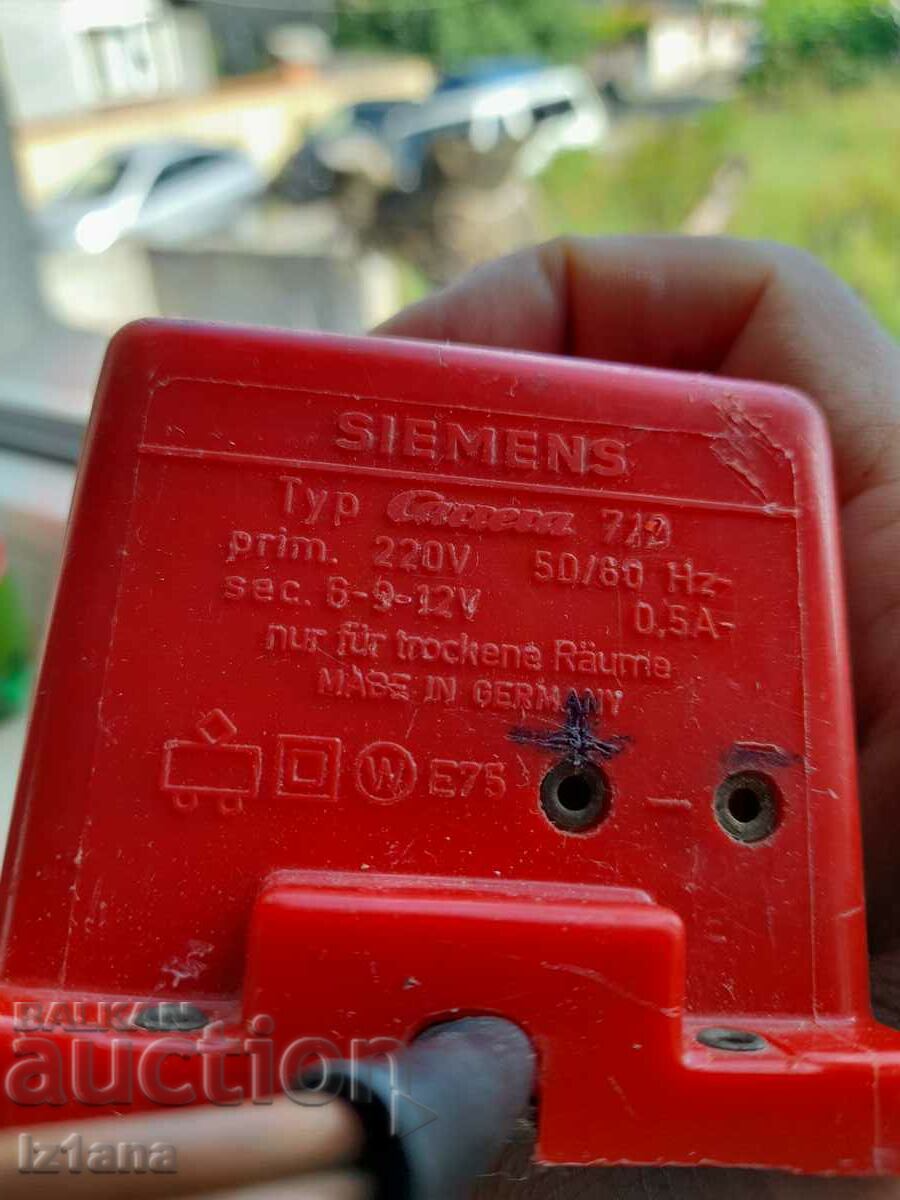 SIEMENS
Typ Carrera 710
prim. 220V 50/60 Hz~
sec. 6-9-12V 0,5A-
nur für trockene Räume
MADE IN GERMANY
W E75 + -
BALKAN
auction
Iz1ana